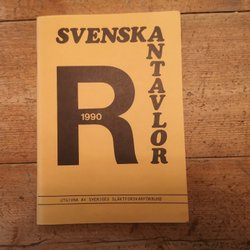 SVENSKA
ANTAVLOR
R
1990
UTGIVNA AV SVERIGES SLÄKTFORSKARFÖRBUND